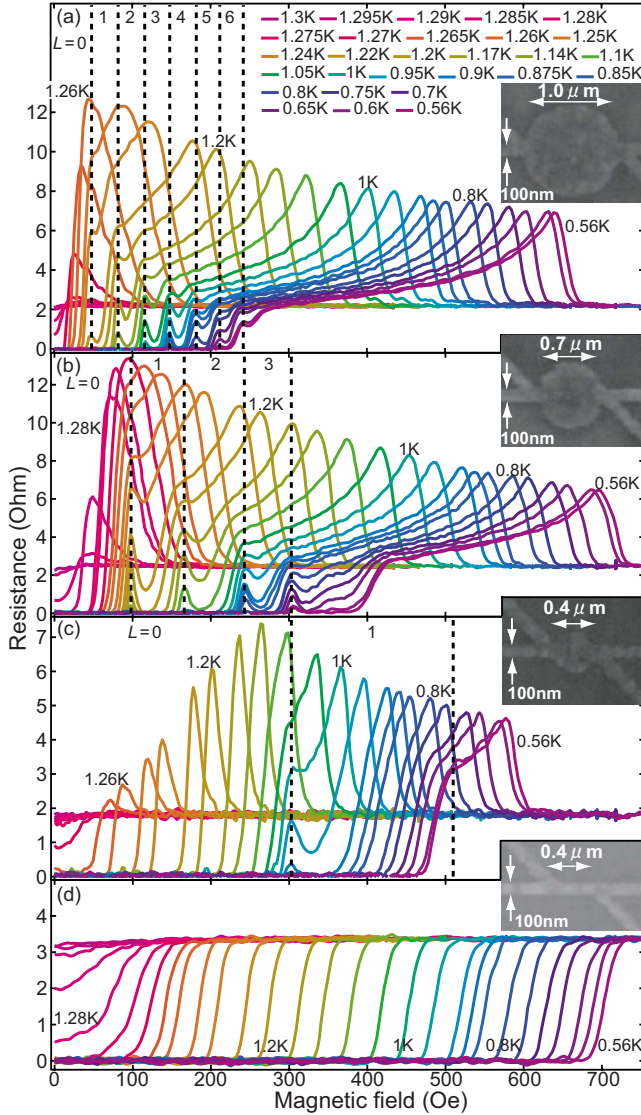 (a) 1 2 3 4 5 6
L=0
1.3K 1.295K 1.29K 1.285K 1.28K
1.275K 1.27K 1.265K 1.26K 1.25K
1.24K 1.22K 1.2K 1.17K 1.14K 1.1K
1.05K 1K 0.95K 0.9K 0.875K 0.85K
0.8K 0.75K 0.7K
0.65K 0.6K 0.56K
1.0 μm
100nm
1.26K 1.2K 1K 0.8K 0.56K
12
10
8
6
4
2
0
(b) L=0 1 2 3
0.7 μm
100nm
1.28K 1.2K 1K 0.8K 0.56K
12
10
8
6
4
2
0
Resistance (Ohm)
(c) L=0 1
0.4 μm
100nm
1.26K 1.2K 1K 0.8K 0.56K
7
6
5
4
3
2
1
0
(d)
0.4 μm
100nm
1.28K 1.2K 1K 0.8K 0.56K
4
3
2
1
0
0 100 200 300 400 500 600 700
Magnetic field (Oe)